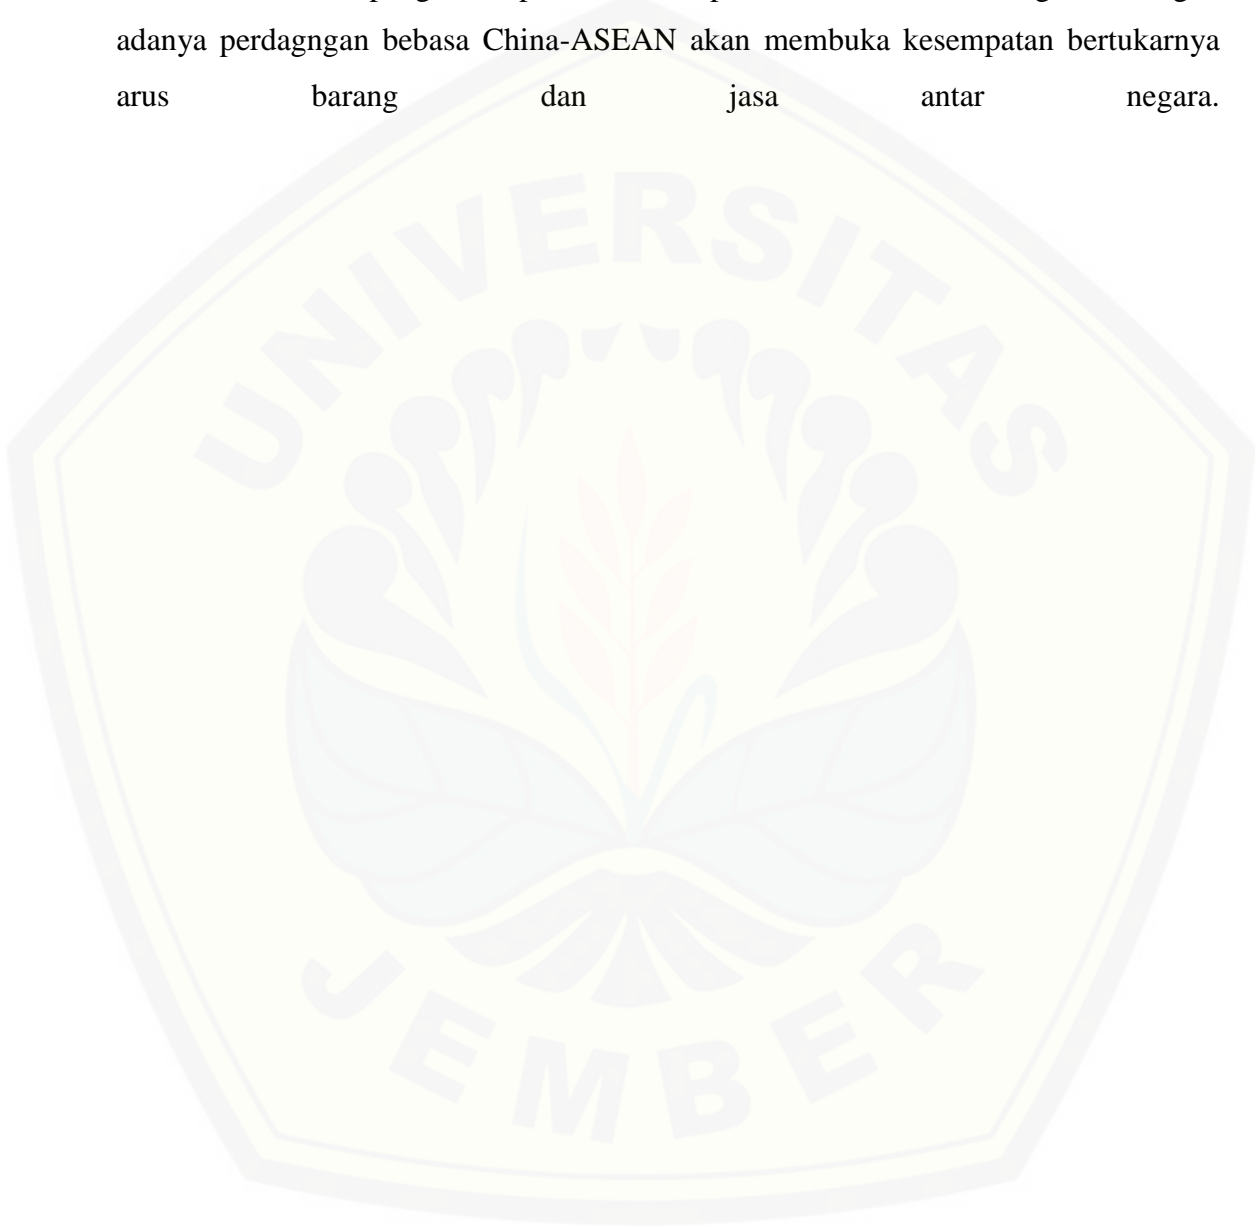 adanya perdagngan bebasa China-ASEAN akan membuka kesempatan bertukarnya
arus barang dan jasa antar negara.
UNIVERSITAS
JEMBER